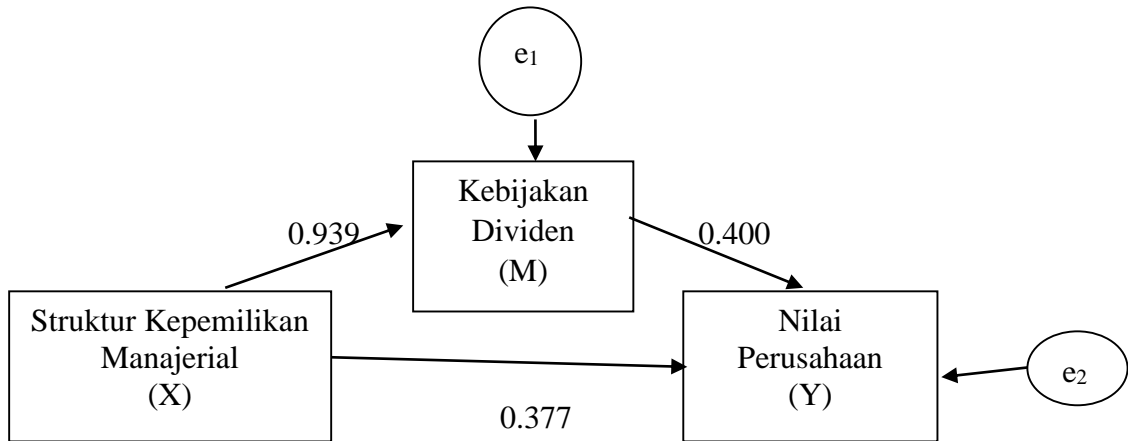 e₁
Kebijakan
Dividen
(M)
0.939
0.400
Struktur Kepemilikan
Manajerial
(X)
Nilai
Perusahaan
(Y)
e₂
0.377